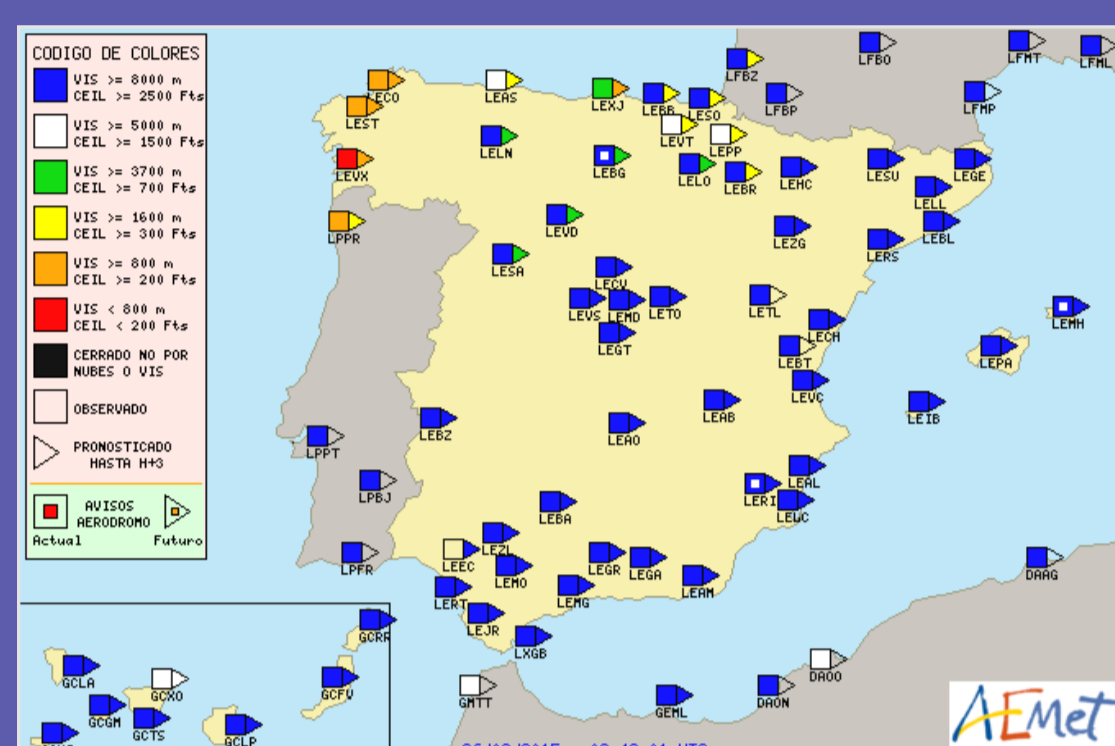 CODIGO DE COLORES
VIS >= 8000 m
CEIL >= 2500 Fts
VIS >= 5000 m
CEIL >= 1500 Fts
VIS >= 3700 m
CEIL >= 700 Fts
VIS >= 1600 m
CEIL >= 300 Fts
VIS >= 800 m
CEIL >= 200 Fts
VIS < 800 m
CEIL < 200 Fts
CERRADO NO POR
NUBES O VIS
OBSERVADO
PRONOSTICADO
HASTA H+3
AVISOS
AERODROMO
Actual Futuro
LFBO
LFMT
LFML
LFBZ
LECO
LEAS
LEXJ
LEBB
LESO
LFBP
LFMP
LEST
LEVT
LEPP
LELN
LEVX
LEBG
LELO
LEBR
LEHC
LESU
LEGE
LELL
LPPR
LEVD
LEZG
LEBL
LERS
LESA
LECV
LEVS
LEMD
LETO
LETL
LECH
LEMH
LEGT
LEBT
LEPA
LEVC
LEAB
LEIB
LEBZ
LEAO
LPPT
LEAL
LERI
LPBJ
LEBA
LEZL
LEEC
LEGR
LEGA
LPFR
LEMO
LEAM
DAAG
LERT
LEMG
LEJR
LXGB
GCRR
GCLA
GCXO
GCFV
GMTT
DAOO
GCGM
GCTS
GCLP
GEML
DAON
AEMet